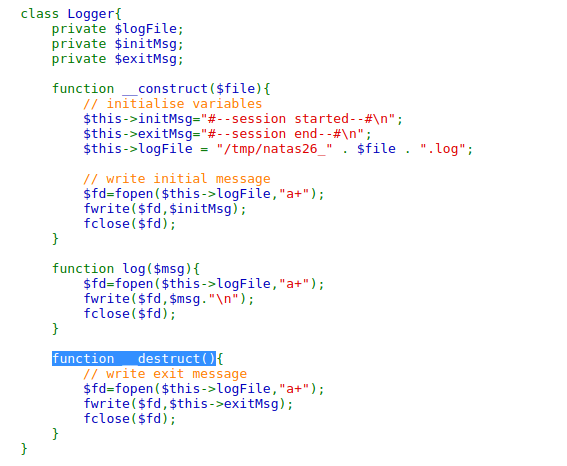 class Logger{
private $logFile;
private $initMsg;
private $exitMsg;
function __construct($file){
// initialise variables
$this->initMsg="#--session started--#\n";
$this->exitMsg="#--session end--#\n";
$this->logFile = "/tmp/natas26_" . $file . ".log";
// write initial message
$fd=fopen($this->logFile,"a+");
fwrite($fd,$initMsg);
fclose($fd);
}
function log($msg){
$fd=fopen($this->logFile,"a+");
fwrite($fd,$msg."\n");
fclose($fd);
}
function __destruct(){
// write exit message
$fd=fopen($this->logFile,"a+");
fwrite($fd,$this->exitMsg);
fclose($fd);
}
}